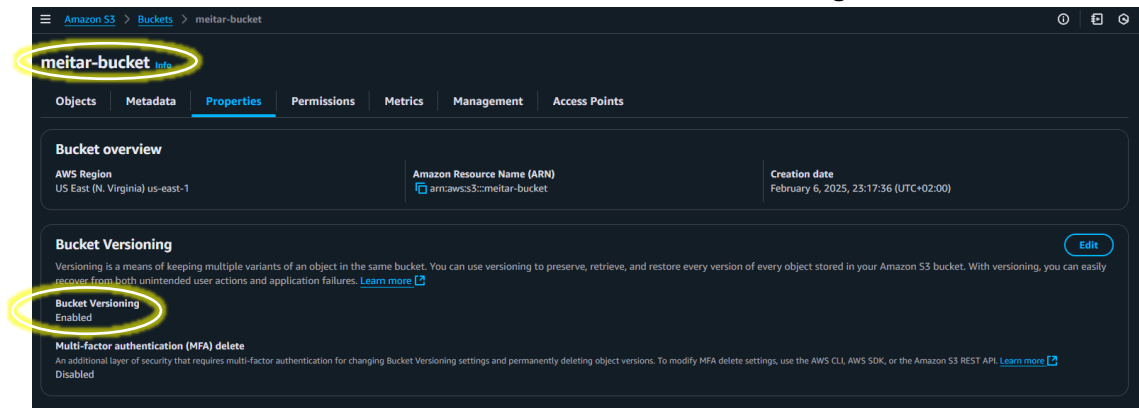 Amazon S3 > Buckets > meitar-bucket
meitar-bucket Info
Objects Metadata Properties Permissions Metrics Management Access Points
Bucket overview
AWS Region
US East (N. Virginia) us-east-1
Amazon Resource Name (ARN)
arn:aws:s3:::meitar-bucket
Creation date
February 6, 2025, 23:17:36 (UTC+02:00)
Bucket Versioning
Edit
Versioning is a means of keeping multiple variants of an object in the same bucket. You can use versioning to preserve, retrieve, and restore every version of every object stored in your Amazon S3 bucket. With versioning, you can easily
recover from both unintended user actions and application failures. Learn more
Bucket Versioning
Enabled
Multi-factor authentication (MFA) delete
An additional layer of security that requires multi-factor authentication for changing Bucket Versioning settings and permanently deleting object versions. To modify MFA delete settings, use the AWS CLI, AWS SDK, or the Amazon S3 REST API. Learn more
Disabled